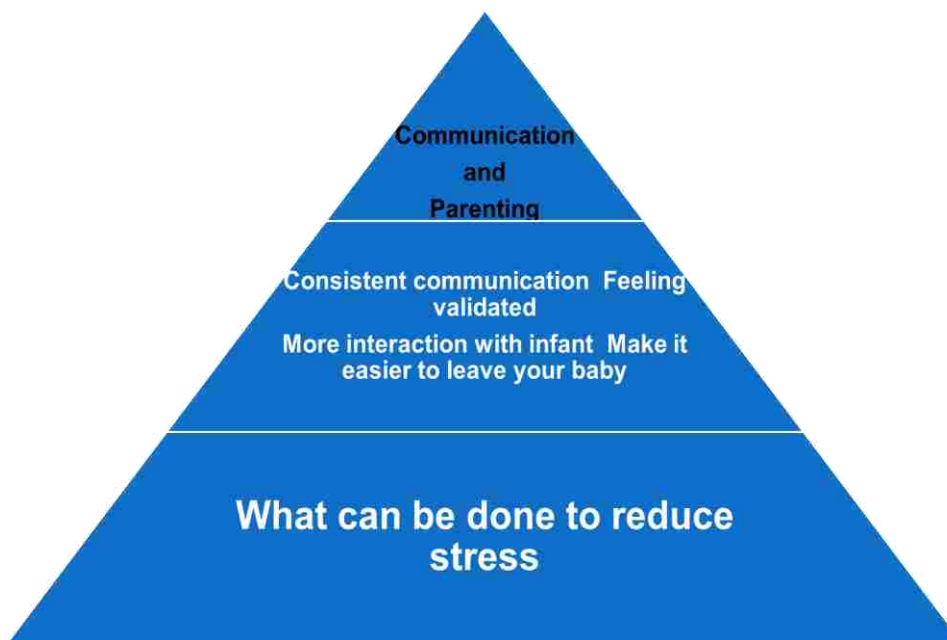 Communication
and
Parenting
Consistent communication  Feeling
validated
More interaction with infant  Make it
easier to leave your baby
What can be done to reduce
stress